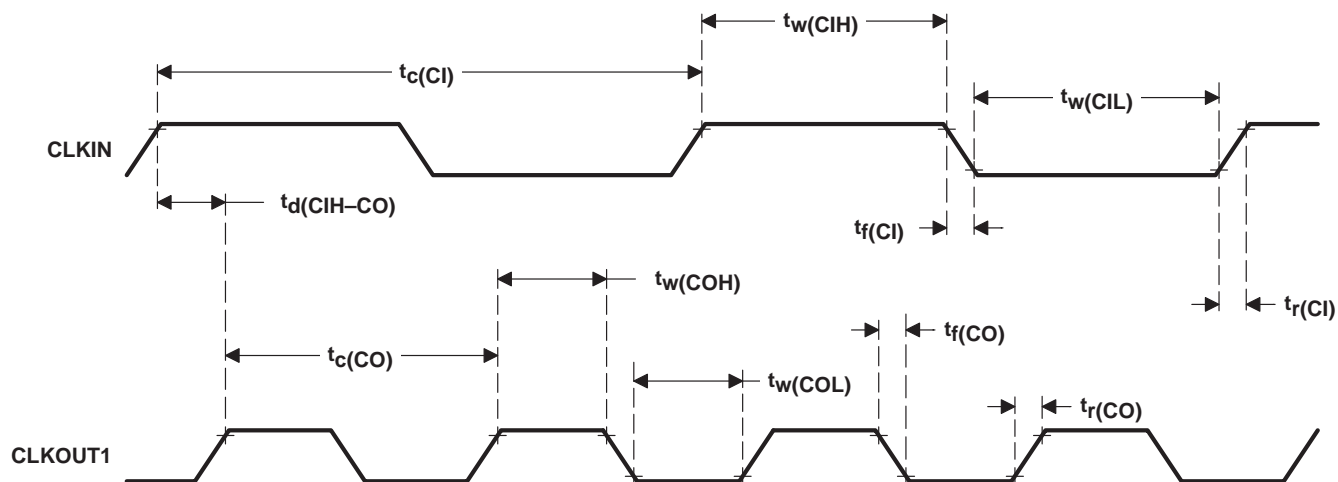 tw(CIH)
tc(CI)
tw(CIL)
CLKIN
td(CIH–CO)
tf(CI)
tw(COH)
tr(CI)
tf(CO)
tc(CO)
tw(COL)
tr(CO)
CLKOUT1